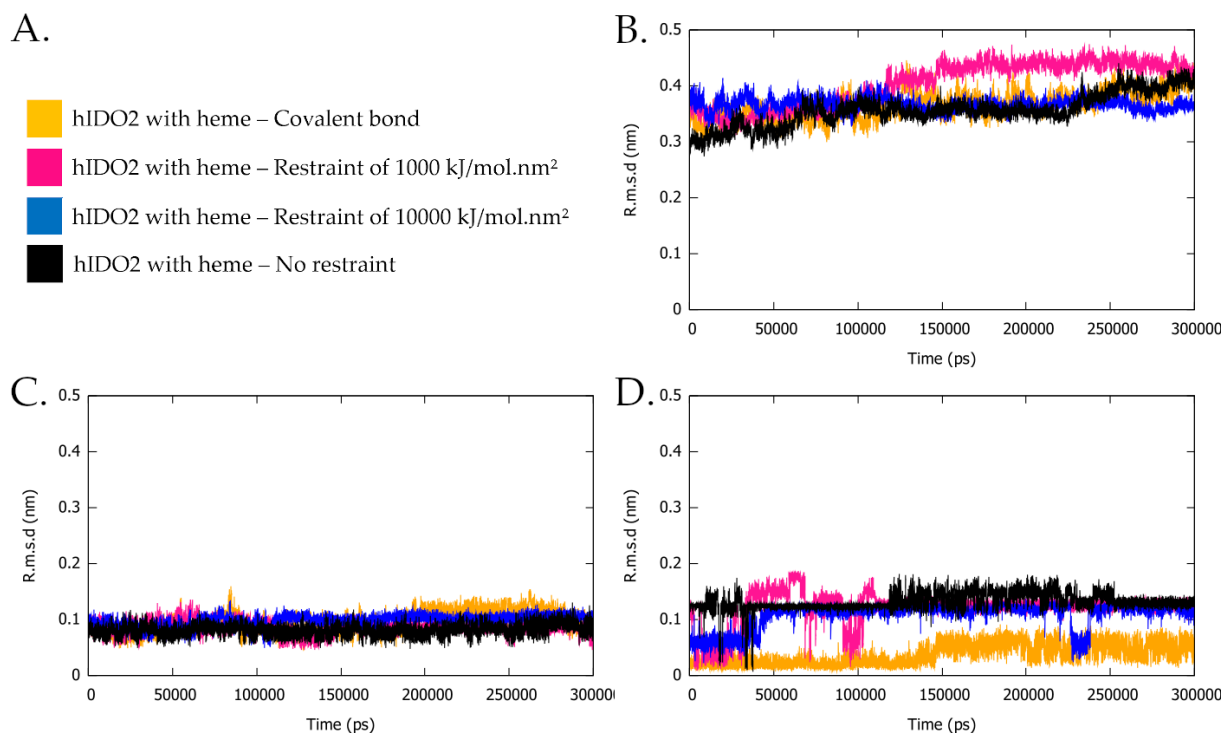 A.
hIDO2 with heme – Covalent bond
hIDO2 with heme – Restraint of 1000 kJ/mol.nm²
hIDO2 with heme – Restraint of 10000 kJ/mol.nm²
hIDO2 with heme – No restraint
B.
0.5
0.4
0.3
0.2
0.1
0
R.m.s.d (nm)
0 50000 100000 150000 200000 250000 300000
Time (ps)
C.
0.5
0.4
0.3
0.2
0.1
0
R.m.s.d (nm)
0 50000 100000 150000 200000 250000 300000
Time (ps)
D.
0.5
0.4
0.3
0.2
0.1
0
R.m.s.d (nm)
0 50000 100000 150000 200000 250000 300000
Time (ps)